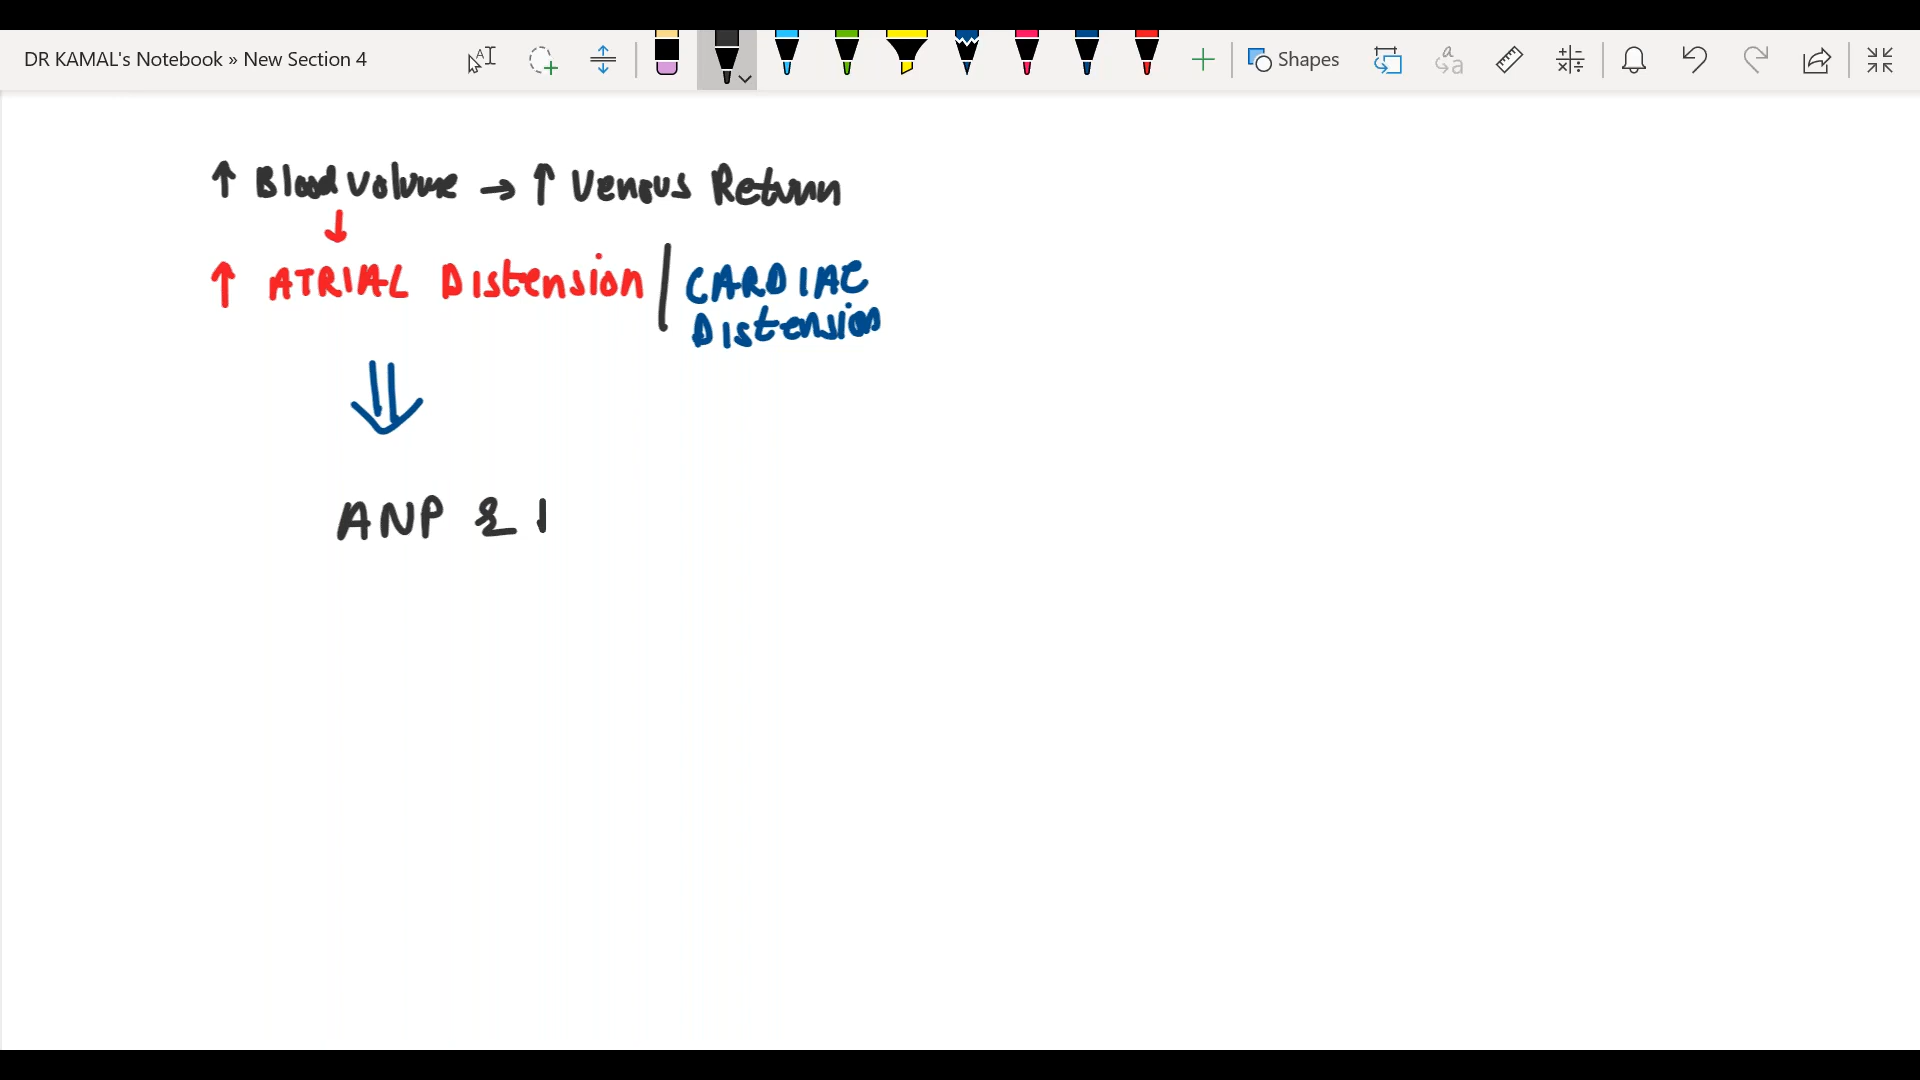 DR KAMAL's Notebook » New Section 4
Shapes
↑ Blood Volume → ↑ Venous Return
↓
↑ ATRIAL Distension / CARDIAC
Distension
⇓
ANP &